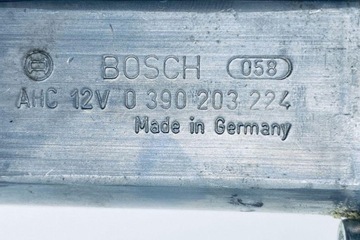 BOSCH 058
AHC 12V 0 390 203 224
Made in Germany